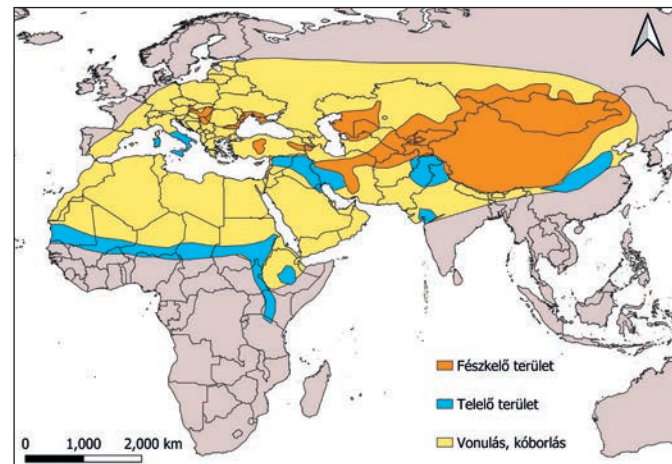 Fészkelő terület
Telelő terület
Vonulás, kóborlás
0 1,000 2,000 km